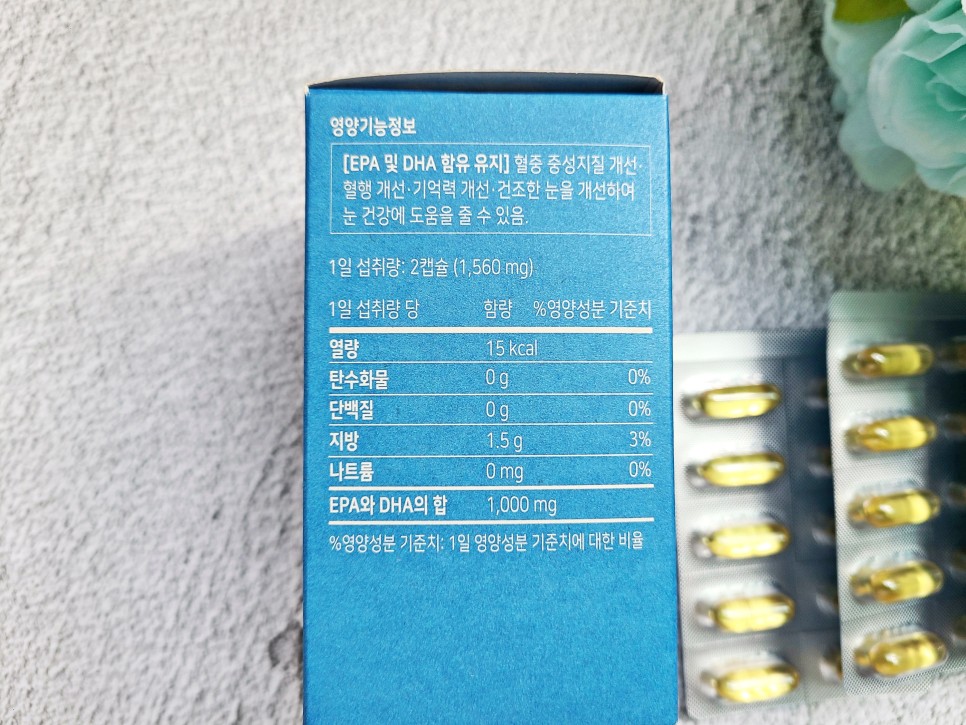 영양기능정보
[EPA 및 DHA 함유 유지] 혈중 중성지질 개선·
혈행 개선·기억력 개선·건조한 눈을 개선하여
눈 건강에 도움을 줄 수 있음.
1일 섭취량: 2캡슐 (1,560 mg)
1일 섭취량 당 함량 %영양성분 기준치
열량 15 kcal
탄수화물 0 g 0%
단백질 0 g 0%
지방 1.5 g 3%
나트륨 0 mg 0%
EPA와 DHA의 합 1,000 mg
%영양성분 기준치: 1일 영양성분 기준치에 대한 비율